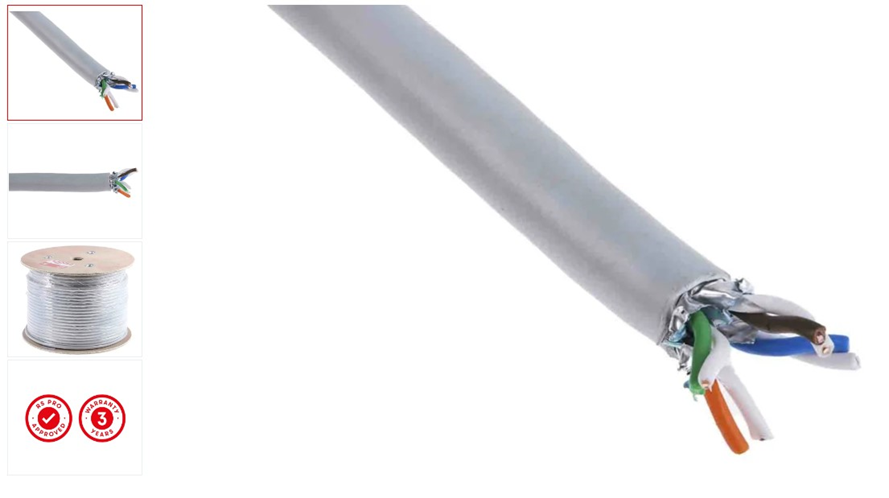 RS PRO
APPROVED
WARRANTY
3
YEARS